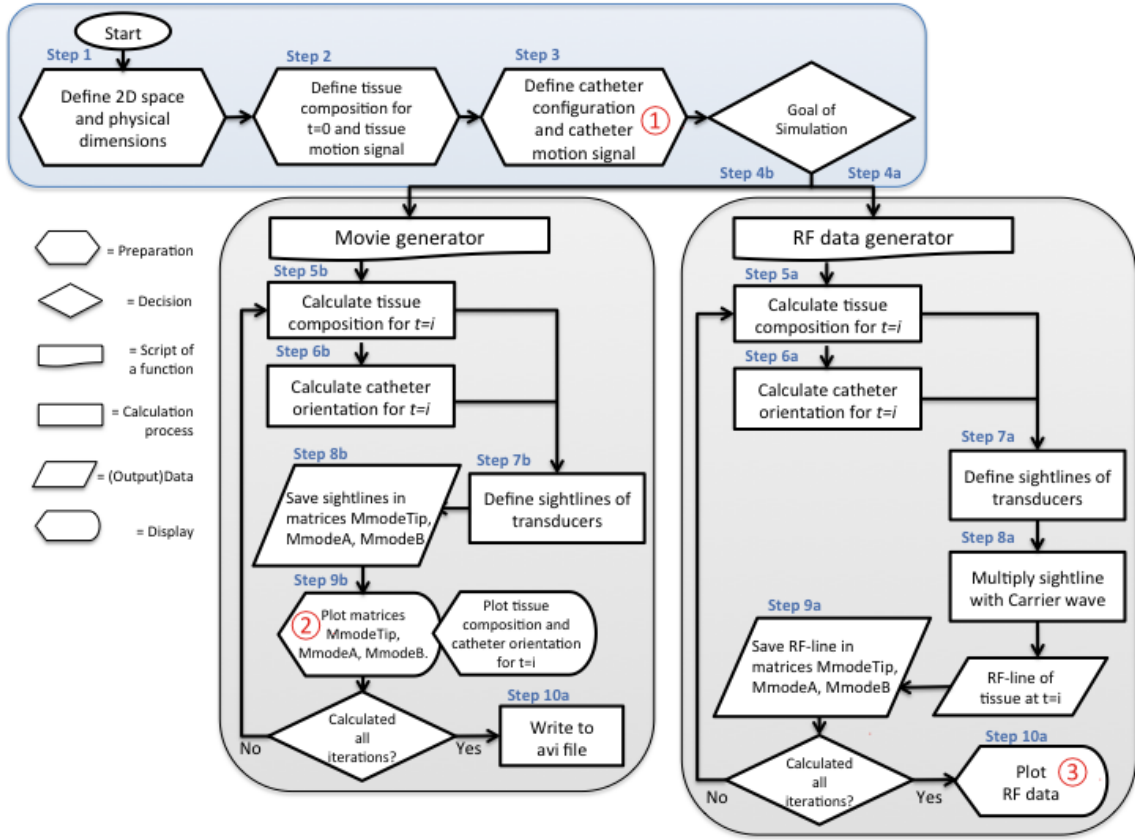 Start
Step 1
Define 2D space
and physical
dimensions
Step 2
Define tissue
composition for
t=0 and tissue
motion signal
Step 3
Define catheter
configuration
and catheter
motion signal
1
Goal of
Simulation
Step 4b
Step 4a
= Preparation
= Decision
= Script of
a function
= Calculation
process
= (Output)Data
= Display
Movie generator
Step 5b
Calculate tissue
composition for t=i
Step 6b
Calculate catheter
orientation for t=i
Step 7b
Define sightlines of
transducers
Step 8b
Save sightlines in
matrices MmodeTip,
MmodeA, MmodeB
Step 9b
2
Plot matrices
MmodeTip,
MmodeA, MmodeB.
Plot tissue
composition and
catheter orientation
for t=i
Calculated
all
iterations?
No
Yes
Step 10a
Write to
avi file
RF data generator
Step 5a
Calculate tissue
composition for t=i
Step 6a
Calculate catheter
orientation for t=i
Step 7a
Define sightlines of
transducers
Step 8a
Multiply sightline
with Carrier wave
RF-line of
tissue at t=i
Step 9a
Save RF-line in
matrices MmodeTip,
MmodeA, MmodeB
Calculated
all
iterations?
No
Yes
Step 10a
Plot
RF data
3